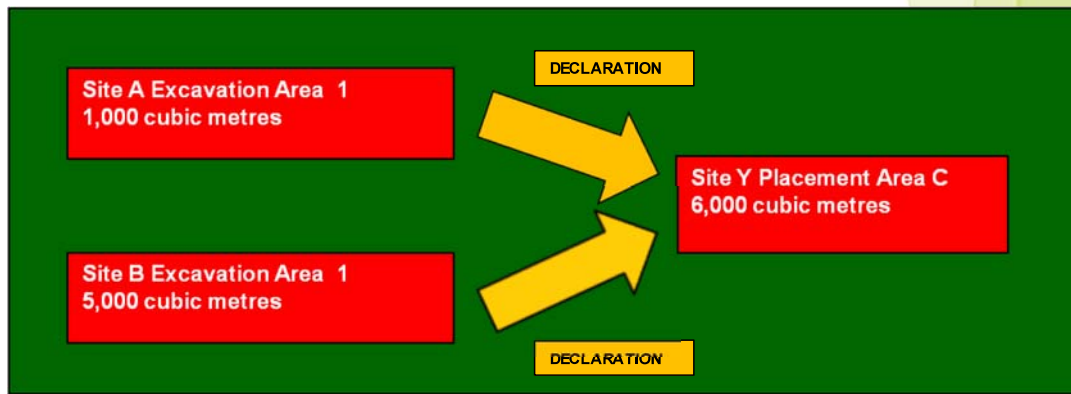 DECLARATION
Site A Excavation Area 1
1,000 cubic metres
Site Y Placement Area C
6,000 cubic metres
Site B Excavation Area 1
5,000 cubic metres
DECLARATION